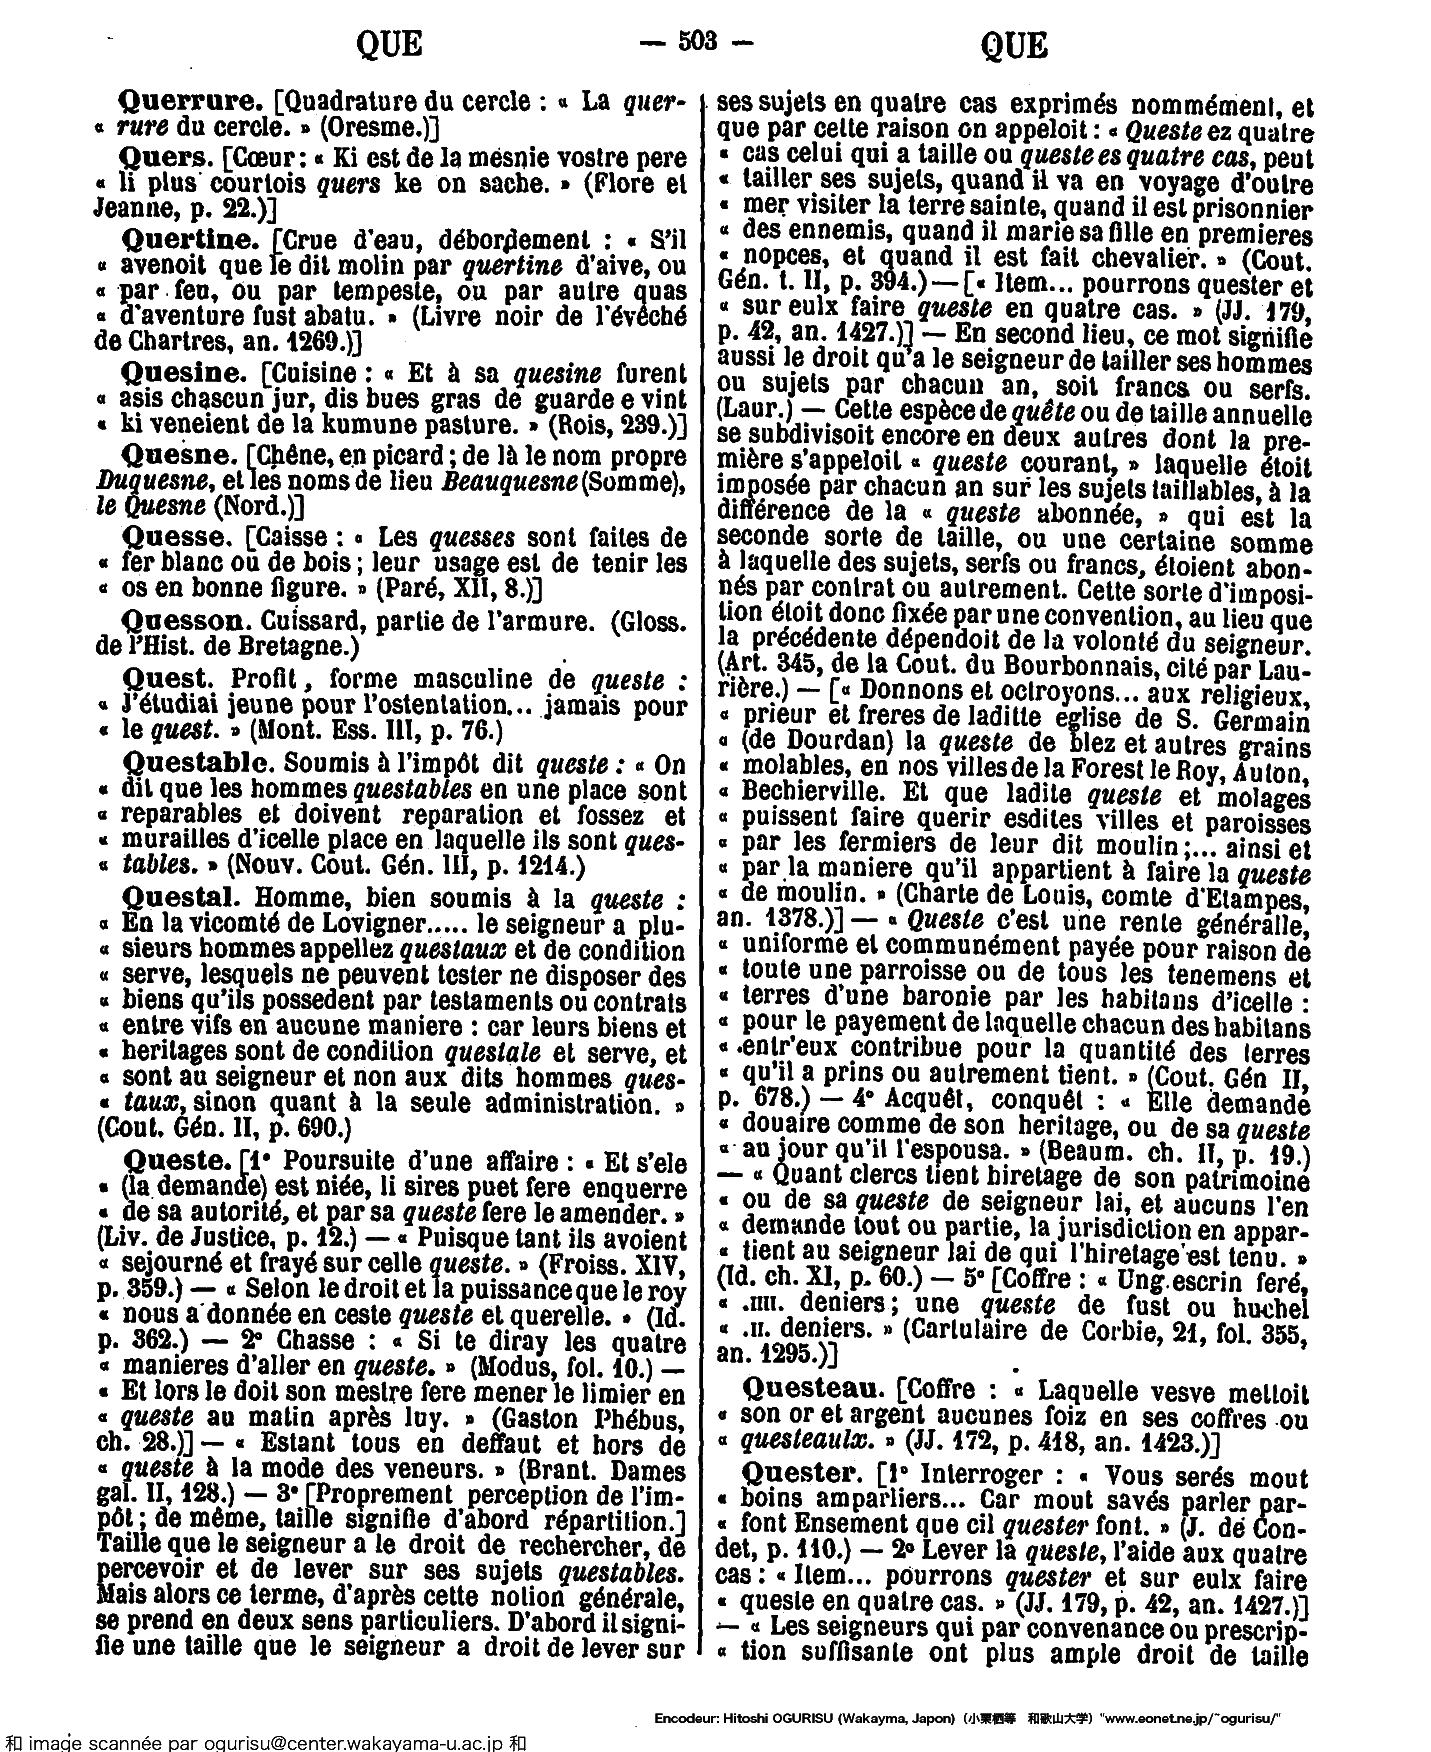 QUE — 503 — QUE
Querrure. [Quadrature du cercle : « La quer-
« rure du cercle. » (Oresme.)]
Quers. [Cœur : « Ki est de la mesnie vostre pere
« li plus courtois quers ke on sache. » (Flore et
Jeanne, p. 22.)]
Quertine. [Crue d'eau, débordement : « S'il
« avenoit que le dit molin par quertine d'aive, ou
« par feu, ou par tempeste, ou par autre quas
« d'aventure fust abatu. » (Livre noir de l'évêché
de Chartres, an. 1269.)]
Quesine. [Cuisine : « Et à sa quesine furent
« asis chascun jur, dis bues gras de guarde e vint
« ki veneient de la kumune pasture. » (Rois, 239.)]
Quesne. [Chêne, en picard ; de là le nom propre
Duquesne, et les noms de lieu Beauquesne (Somme),
le Quesne (Nord.)]
Quesse. [Caisse : « Les quesses sont faites de
« fer blanc ou de bois ; leur usage est de tenir les
« os en bonne figure. » (Paré, XII, 8.)]
Quesson. Cuissard, partie de l'armure. (Gloss.
de l'Hist. de Bretagne.)
Quest. Profit, forme masculine de queste :
« J'étudiai jeune pour l'ostentation... jamais pour
« le quest. » (Mont. Ess. III, p. 76.)
Questable. Soumis à l'impôt dit queste : « On
« dit que les hommes questables en une place sont
« reparables et doivent reparation et fossez et
« murailles d'icelle place en laquelle ils sont ques-
« tables. » (Nouv. Cout. Gén. III, p. 1214.)
Questal. Homme, bien soumis à la queste :
« En la vicomté de Lovigner..... le seigneur a plu-
« sieurs hommes appellez questaux et de condition
« serve, lesquels ne peuvent tester ne disposer des
« biens qu'ils possedent par testaments ou contrats
« entre vifs en aucune maniere : car leurs biens et
« heritages sont de condition questale et serve, et
« sont au seigneur et non aux dits hommes ques-
« taux, sinon quant à la seule administration. »
(Cout. Gén. II, p. 690.)
Queste. [1° Poursuite d'une affaire : « Et s'ele
« (la demande) est niée, li sires puet fere enquerre
« de sa autorité, et par sa queste fere le amender. »
(Liv. de Justice, p. 12.) — « Puisque tant ils avoient
« sejourné et frayé sur celle queste. » (Froiss. XIV,
p. 359.) — « Selon le droit et la puissance que le roy
« nous a donnée en ceste queste et querelle. » (Id.
p. 362.) — 2° Chasse : « Si te diray les quatre
« manieres d'aller en queste. » (Modus, fol. 10.) —
« Et lors le doit son mestre fere mener le limier en
« queste au matin après luy. » (Gaston Phébus,
ch. 28.)] — « Estant tous en deffaut et hors de
« queste à la mode des veneurs. » (Brant. Dames
gal. II, 128.) — 3° [Proprement perception de l'im-
pôt ; de même, taille signifie d'abord répartition.]
Taille que le seigneur a le droit de rechercher, de
percevoir et de lever sur ses sujets questables.
Mais alors ce terme, d'après cette notion générale,
se prend en deux sens particuliers. D'abord il signi-
fie une taille que le seigneur a droit de lever sur
ses sujets en quatre cas exprimés nommément, et
que par cette raison on appeloit : « Queste ez quatre
« cas celui qui a taille ou queste es quatre cas, peut
« tailler ses sujets, quand il va en voyage d'outre
« mer visiter la terre sainte, quand il est prisonnier
« des ennemis, quand il marie sa fille en premieres
« nopces, et quand il est fait chevalier. » (Cout.
Gén. t. II, p. 394.) — [« Item... pourrons quester et
« sur eulx faire queste en quatre cas. » (JJ. 179,
p. 42, an. 1427.)] — En second lieu, ce mot signifie
aussi le droit qu'a le seigneur de tailler ses hommes
ou sujets par chacun an, soit francs ou serfs.
(Laur.) — Cette espèce de quête ou de taille annuelle
se subdivisoit encore en deux autres dont la pre-
mière s'appeloit « queste courant, » laquelle étoit
imposée par chacun an sur les sujets taillables, à la
différence de la « queste abonnée, » qui est la
seconde sorte de taille, ou une certaine somme
à laquelle des sujets, serfs ou francs, étoient abon-
nés par contrat ou autrement. Cette sorte d'imposi-
tion étoit donc fixée par une convention, au lieu que
la précédente dépendoit de la volonté du seigneur.
(Art. 345, de la Cout. du Bourbonnais, cité par Lau-
rière.) — [« Donnons et octroyons... aux religieux,
« prieur et freres de laditte eglise de S. Germain
« (de Dourdan) la queste de blez et autres grains
« molables, en nos villes de la Forest le Roy, Auton,
« Bechierville. Et que ladite queste et molages
« puissent faire querir esdites villes et paroisses
« par les fermiers de leur dit moulin ;... ainsi et
« par la maniere qu'il appartient à faire la queste
« de moulin. » (Charte de Louis, comte d'Etampes,
an. 1378.)] — « Queste c'est une rente généralle,
« uniforme et communément payée pour raison de
« toute une parroisse ou de tous les tenemens et
« terres d'une baronie par les habitans d'icelle :
« pour le payement de laquelle chacun des habitans
« entr'eux contribue pour la quantité des terres
« qu'il a prins ou autrement tient. » (Cout. Gén II,
p. 678.) — 4° Acquêt, conquêt : « Elle demande
« douaire comme de son heritage, ou de sa queste
« au jour qu'il l'espousa. » (Beaum. ch. II, p. 19.)
— « Quant clercs tient hiretage de son patrimoine
« ou de sa queste de seigneur lai, et aucuns l'en
« demande tout ou partie, la jurisdiction en appar-
« tient au seigneur lai de qui l'hiretage est tenu. »
(Id. ch. XI, p. 60.) — 5° [Coffre : « Ung escrin feré,
« .IIII. deniers ; une queste de fust ou huchel
« .II. deniers. » (Cartulaire de Corbie, 21, fol. 355,
an. 1295.)]
Questeau. [Coffre : « Laquelle vesve mettoit
« son or et argent aucunes foiz en ses coffres ou
« questeaulx. » (JJ. 172, p. 418, an. 1423.)]
Quester. [1° Interroger : « Vous serés mout
« boins amparliers... Car mout savés parler par-
« font Ensement que cil quester font. » (J. de Con-
det, p. 110.) — 2° Lever la queste, l'aide aux quatre
cas : « Item... pourrons quester et sur eulx faire
« queste en quatre cas. » (JJ. 179, p. 42, an. 1427.)]
— « Les seigneurs qui par convenance ou prescrip-
« tion suffisante ont plus ample droit de taille
Encodeur: Hitoshi OGURISU (Wakayma, Japon) (小栗栖等 和歌山大学) "www.eonet.ne.jp/~ogurisu/"
和 image scannée par ogurisu@center.wakayama-u.ac.jp 和